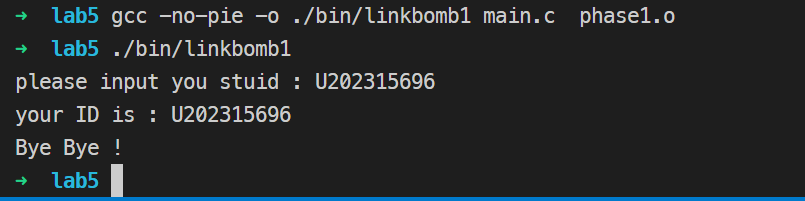 ➜ lab5 gcc -no-pie -o ./bin/linkbomb1 main.c  phase1.o
➜ lab5 ./bin/linkbomb1
please input you stuid : U202315696
your ID is : U202315696
Bye Bye !
➜ lab5